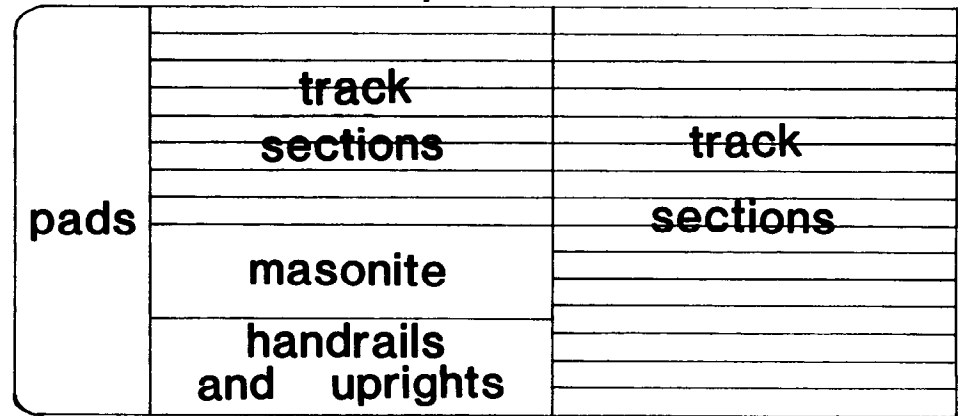 pads
track
sections
masonite
handrails
and uprights
track
sections